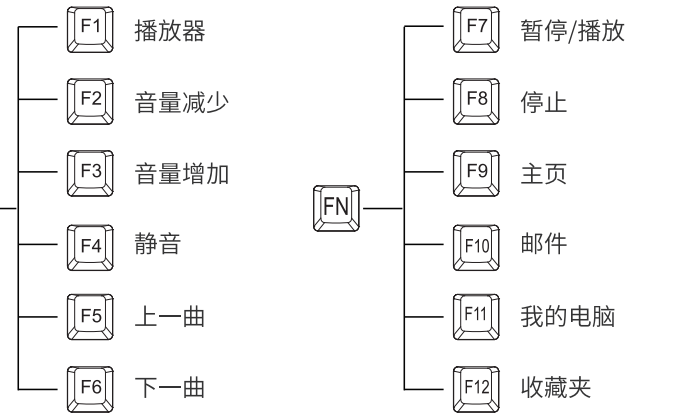 F1 播放器
F2 音量减少
F3 音量增加
F4 静音
F5 上一曲
F6 下一曲
FN
F7 暂停/播放
F8 停止
F9 主页
F10 邮件
F11 我的电脑
F12 收藏夹